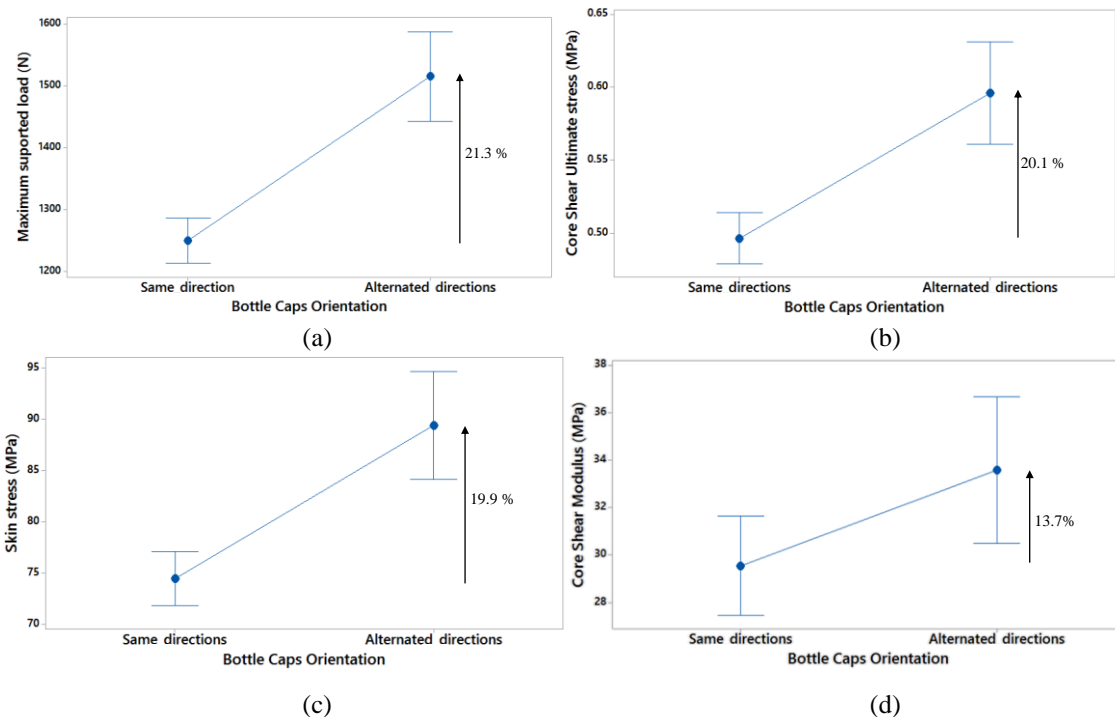 Maximum suported load (N)
1600
1500
1400
1300
1200
21.3 %
Same direction
Alternated directions
Bottle Caps Orientation
(a)
Core Shear Ultimate stress (MPa)
0.65
0.60
0.55
0.50
20.1 %
Same directions
Alternated directions
Bottle Caps Orientation
(b)
Skin stress (MPa)
95
90
85
80
75
70
19.9 %
Same directions
Alternated directions
Bottle Caps Orientation
(c)
Core Shear Modulus (MPa)
38
36
34
32
30
28
13.7%
Same directions
Alternated directions
Bottle Caps Orientation
(d)